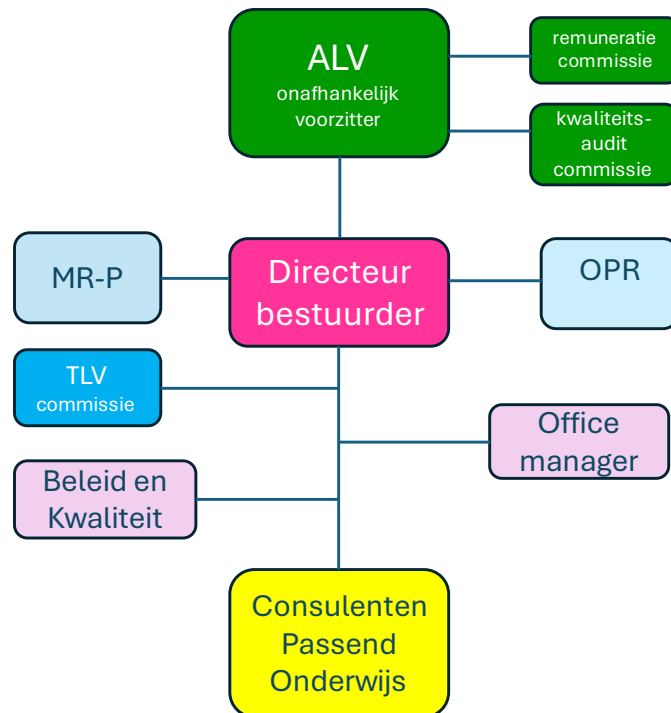 ALV
onafhankelijk
voorzitter
remuneratie
commissie
kwaliteits-
audit
commissie
MR-P
Directeur
bestuurder
OPR
TLV
commissie
Office
manager
Beleid en
Kwaliteit
Consulenten
Passend
Onderwijs